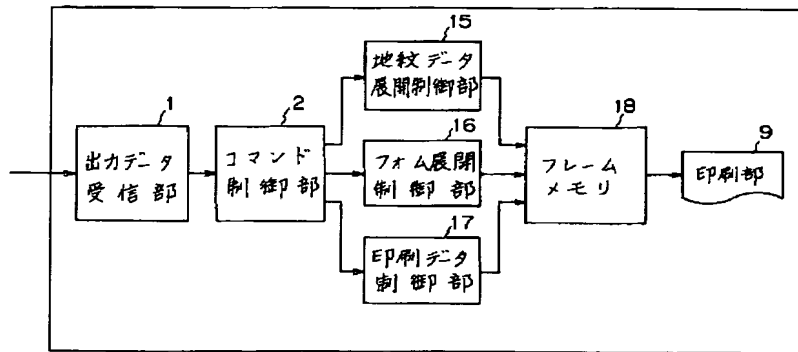 15
地紋データ
展開制御部
1
出力データ
受信部
2
コマンド
制御部
16
フォム展開
制御部
17
印刷データ
制御部
18
フレーム
メモリ
9
印刷部